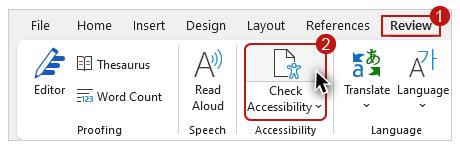 File Home Insert Design Layout References Review 1
2
Thesaurus
Editor
123 Word Count
Read Aloud
Check Accessibility
Translate
Language
Proofing Speech Accessibility Language